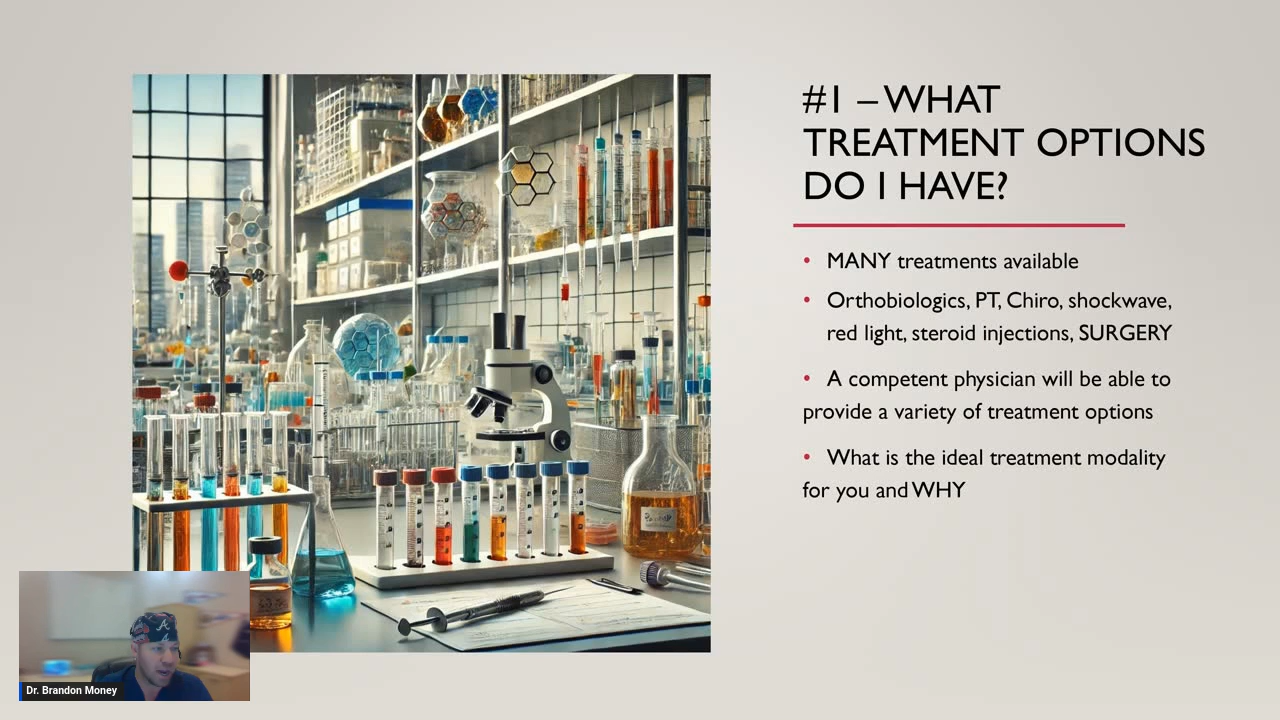 #1 – WHAT
TREATMENT OPTIONS
DO I HAVE?
• MANY treatments available
• Orthobiologics, PT, Chiro, shockwave,
red light, steroid injections, SURGERY
• A competent physician will be able to
provide a variety of treatment options
• What is the ideal treatment modality
for you and WHY
Dr. Brandon Money